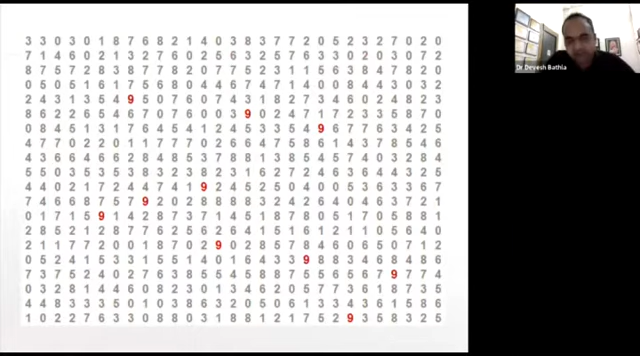 3 3 0 3 0 1 8 7 6 8 2 1 4 0 3 8 3 7 7 2 0 5 2 3 2 7 0 2 0
7 1 4 6 0 2 1 3 2 7 6 0 2 5 6 3 2 5 7 6 3 3 0 2 0 3 0 7 2
8 7 5 7 2 8 3 8 7 7 8 2 0 7 7 5 2 3 1 1 5 6 3 8 4 7 8 2 0
0 5 0 5 1 6 1 7 5 6 8 0 4 4 6 7 4 7 1 4 0 0 8 4 4 3 0 3 2
2 4 3 1 3 5 4 9 5 0 7 6 0 7 4 3 1 8 2 7 3 4 6 0 2 4 8 2 3
8 6 2 2 6 5 4 6 7 0 7 6 0 0 3 9 0 2 4 7 1 7 2 3 3 5 8 7 0
0 8 4 5 1 3 1 7 6 4 5 4 1 2 4 5 3 3 5 4 9 6 7 7 6 3 4 2 5
4 7 7 0 2 2 0 1 1 7 7 7 0 2 6 6 4 7 5 8 6 1 4 3 7 8 5 4 6
4 3 6 6 4 6 6 2 8 4 8 5 3 7 8 8 1 3 8 5 4 5 7 4 0 3 2 8 4
5 5 0 3 5 3 5 3 8 3 2 3 8 2 3 1 6 2 7 2 4 6 3 6 4 4 3 2 5
4 4 0 2 1 7 2 4 4 7 4 1 9 2 4 5 2 5 0 4 0 0 5 3 6 3 3 6 7
7 4 6 6 8 7 5 7 9 2 0 2 8 8 8 8 3 2 4 2 6 4 0 4 6 3 7 2 1
0 1 7 1 5 9 1 4 2 8 7 3 7 1 4 5 1 8 7 8 0 5 1 7 0 5 8 8 1
2 8 5 2 1 2 8 7 7 6 2 5 6 2 6 4 1 5 1 6 1 2 1 1 0 5 6 4 0
2 1 1 7 7 2 0 0 1 8 7 0 2 9 0 2 8 5 7 8 4 6 0 6 5 0 7 1 2
0 5 2 4 1 5 3 3 1 5 5 1 4 0 1 6 4 3 3 9 8 8 3 4 6 8 4 8 6
7 3 7 5 2 4 0 2 7 6 3 8 5 5 4 5 8 8 7 5 5 6 5 2 7 9 7 7 4
0 3 2 8 1 4 4 6 0 8 2 3 0 1 3 4 6 2 0 5 7 7 3 6 1 8 7 3 5
4 4 8 3 3 3 5 0 1 0 3 8 6 3 2 0 5 0 6 1 3 3 4 3 6 1 5 8 6
1 0 2 2 7 6 3 3 0 8 8 0 3 1 8 8 1 2 1 7 5 2 9 3 5 8 3 2 5
Dr Devesh Bathia